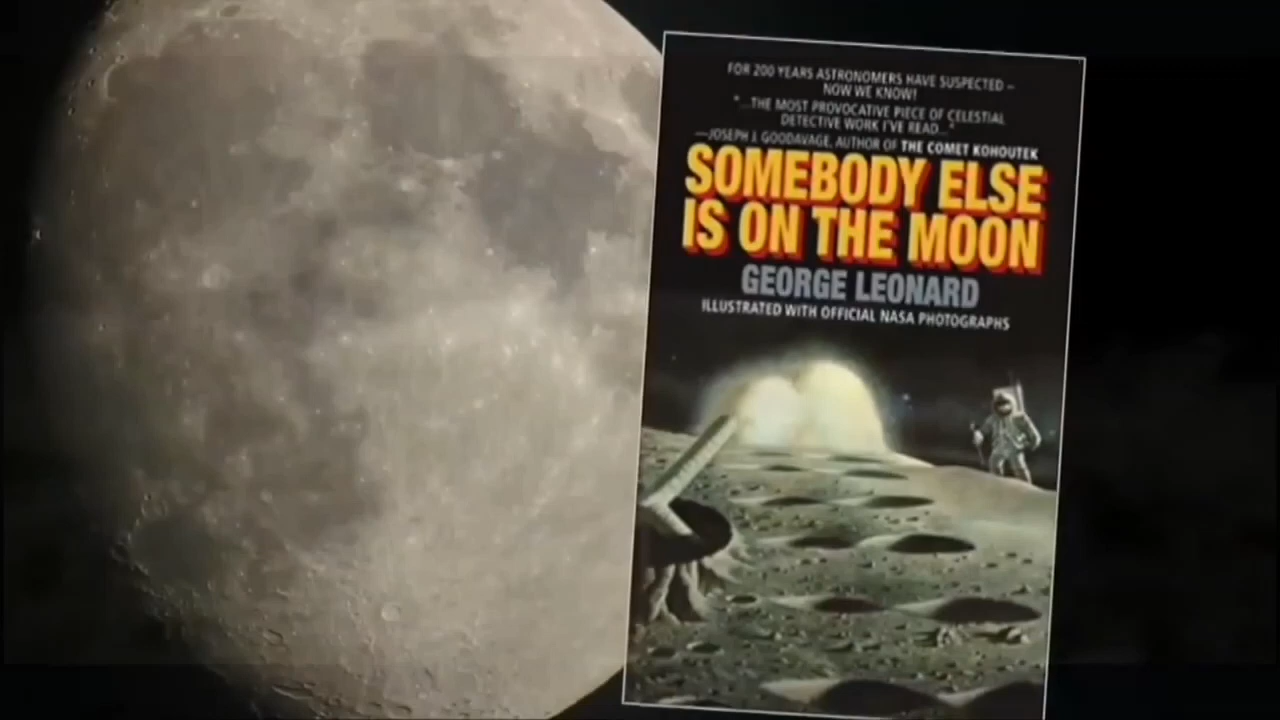 FOR 200 YEARS ASTRONOMERS HAVE SUSPECTED –
NOW WE KNOW!
"...THE MOST PROVOCATIVE PIECE OF CELESTIAL
DETECTIVE WORK I'VE READ..."
—JOSEPH J. GOODAVAGE, AUTHOR OF THE COMET KOHOUTEK
SOMEBODY ELSE
IS ON THE MOON
GEORGE LEONARD
ILLUSTRATED WITH OFFICIAL NASA PHOTOGRAPHS